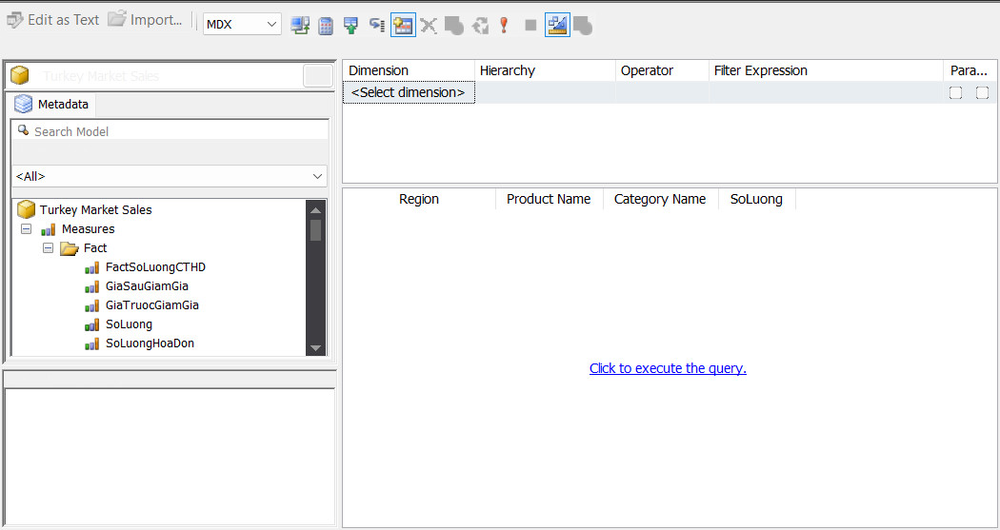 Edit as Text Import... MDX
Turkey Market Sales
Metadata
Search Model
<All>
Turkey Market Sales
Measures
Fact
FactSoLuongCTHD
GiaSauGiamGia
GiaTruocGiamGia
SoLuong
SoLuongHoaDon
Dimension Hierarchy Operator Filter Expression Para...
<Select dimension>
Region Product Name Category Name SoLuong
Click to execute the query.